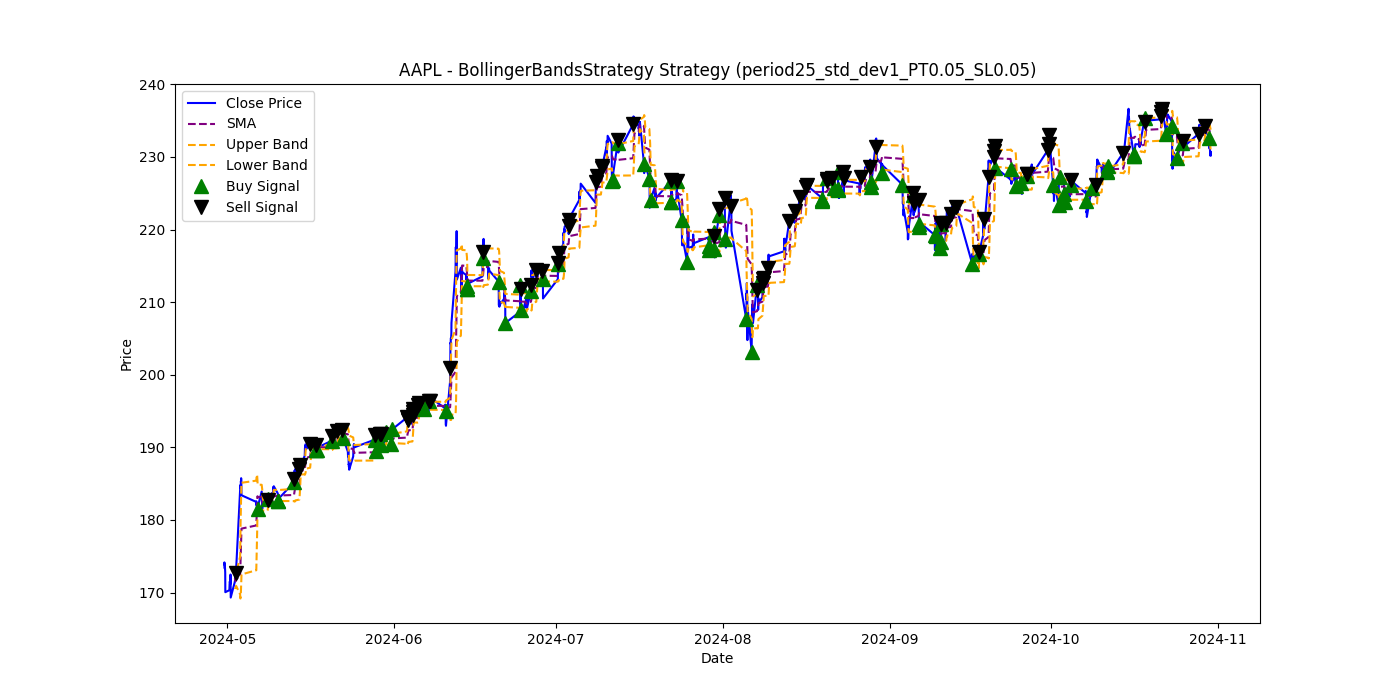 AAPL - BollingerBandsStrategy Strategy (period25_std_dev1_PT0.05_SL0.05)
Close Price
SMA
Upper Band
Lower Band
Buy Signal
Sell Signal
Price
240
230
220
210
200
190
180
170
2024-05
2024-06
2024-07
2024-08
2024-09
2024-10
2024-11
Date